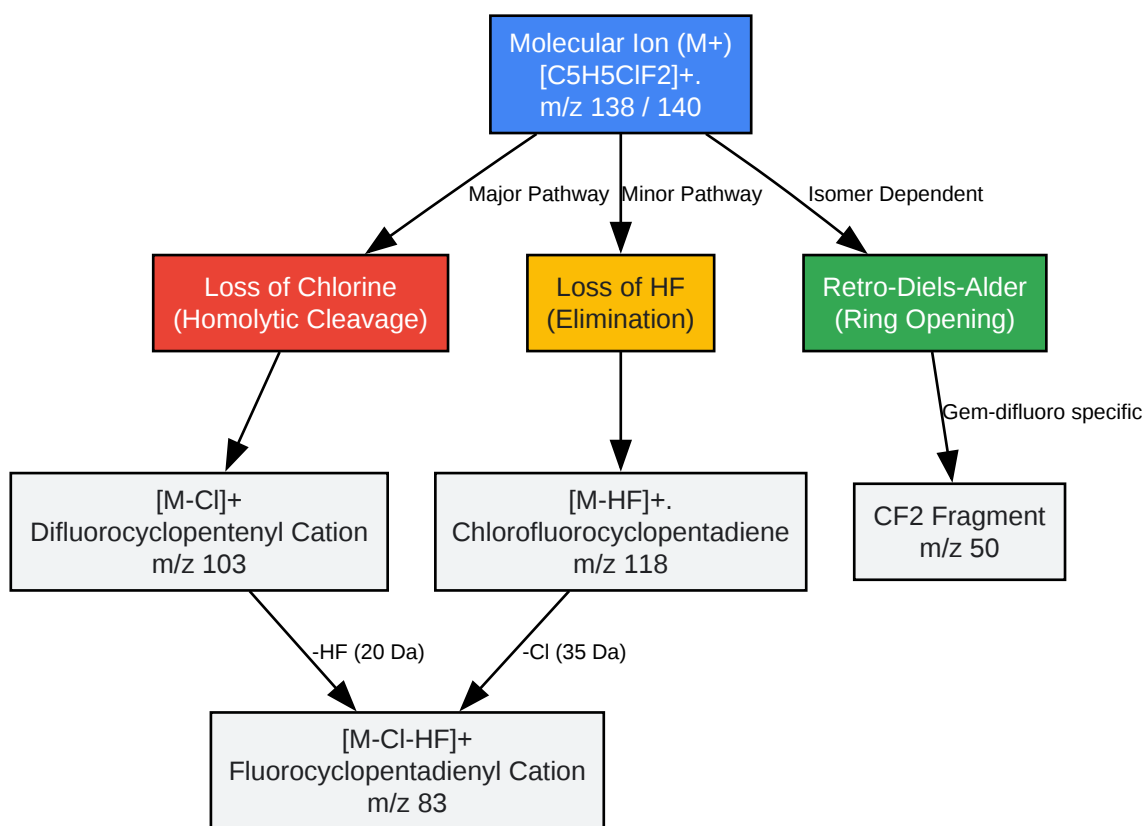 Molecular Ion (M+)
[C5H5ClF2]+.
m/z 138 / 140
Major Pathway
Minor Pathway
Isomer Dependent
Loss of Chlorine
(Homolytic Cleavage)
Loss of HF
(Elimination)
Retro-Diels-Alder
(Ring Opening)
Gem-difluoro specific
[M-Cl]+
Difluorocyclopentenyl Cation
m/z 103
[M-HF]+.
Chlorofluorocyclopentadiene
m/z 118
CF2 Fragment
m/z 50
-HF (20 Da)
-Cl (35 Da)
[M-Cl-HF]+
Fluorocyclopentadienyl Cation
m/z 83